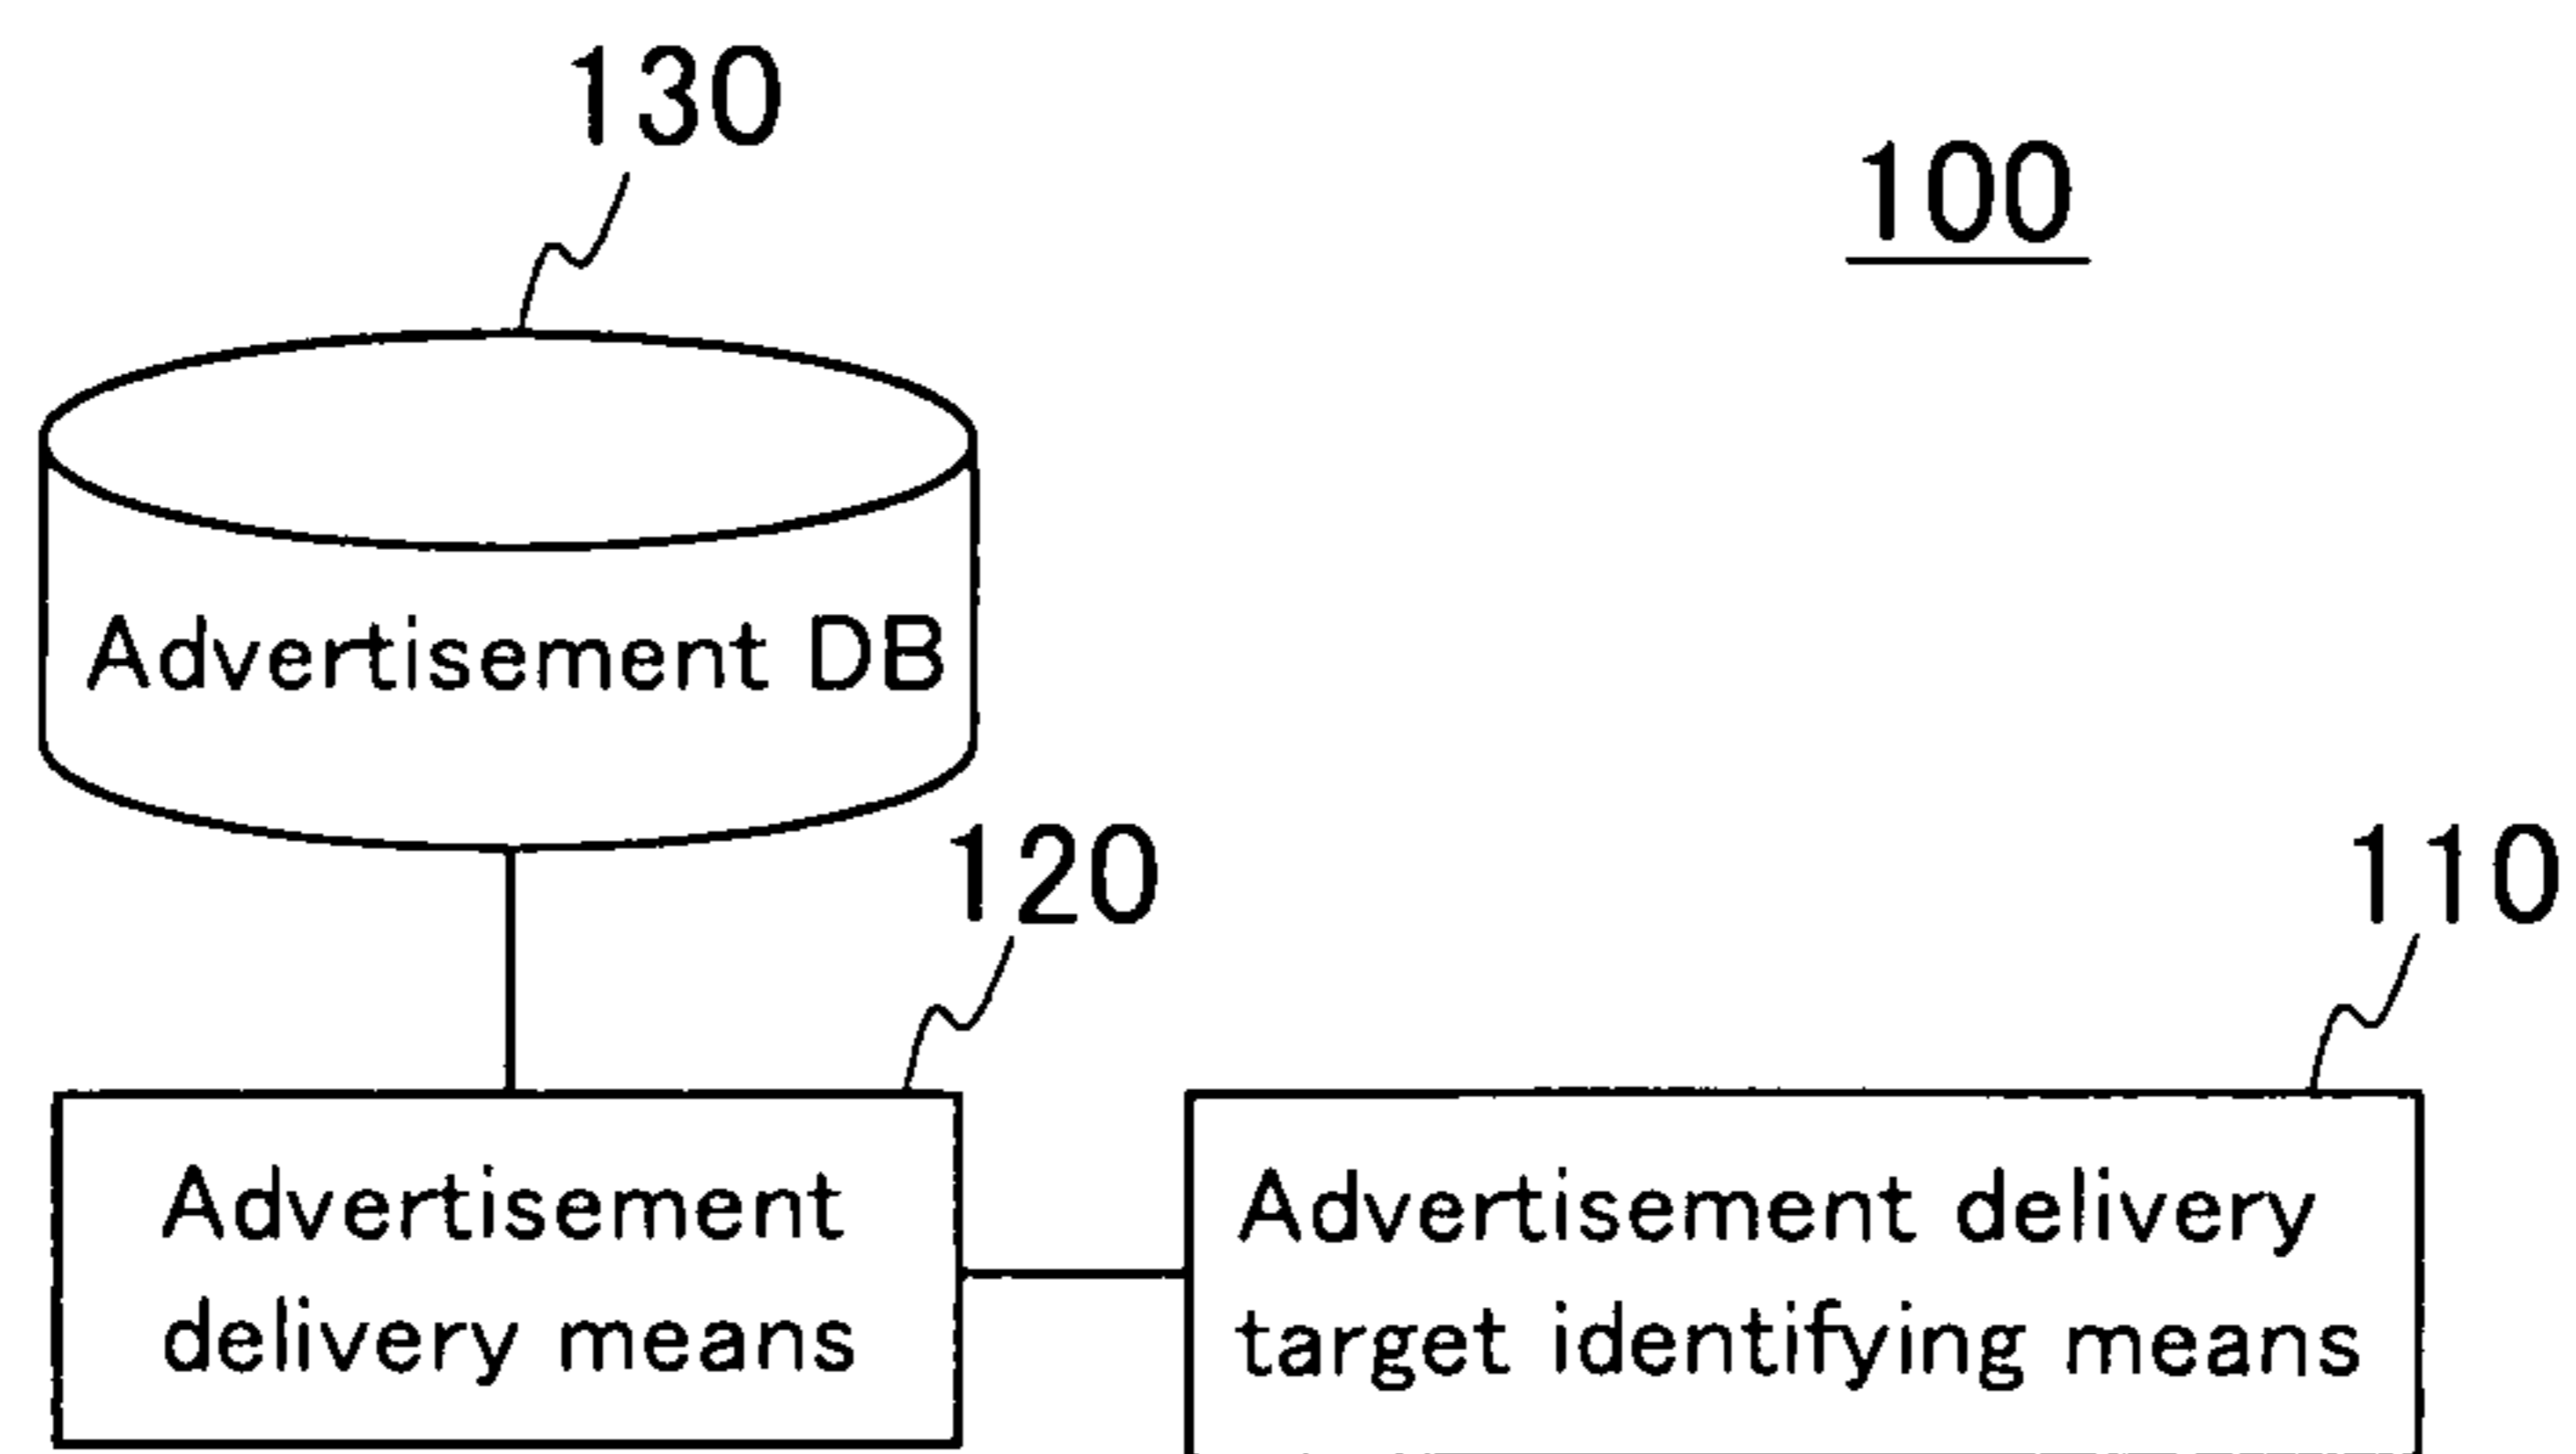 130
100
Advertisement DB
120
110
Advertisement
delivery means
Advertisement delivery
target identifying means